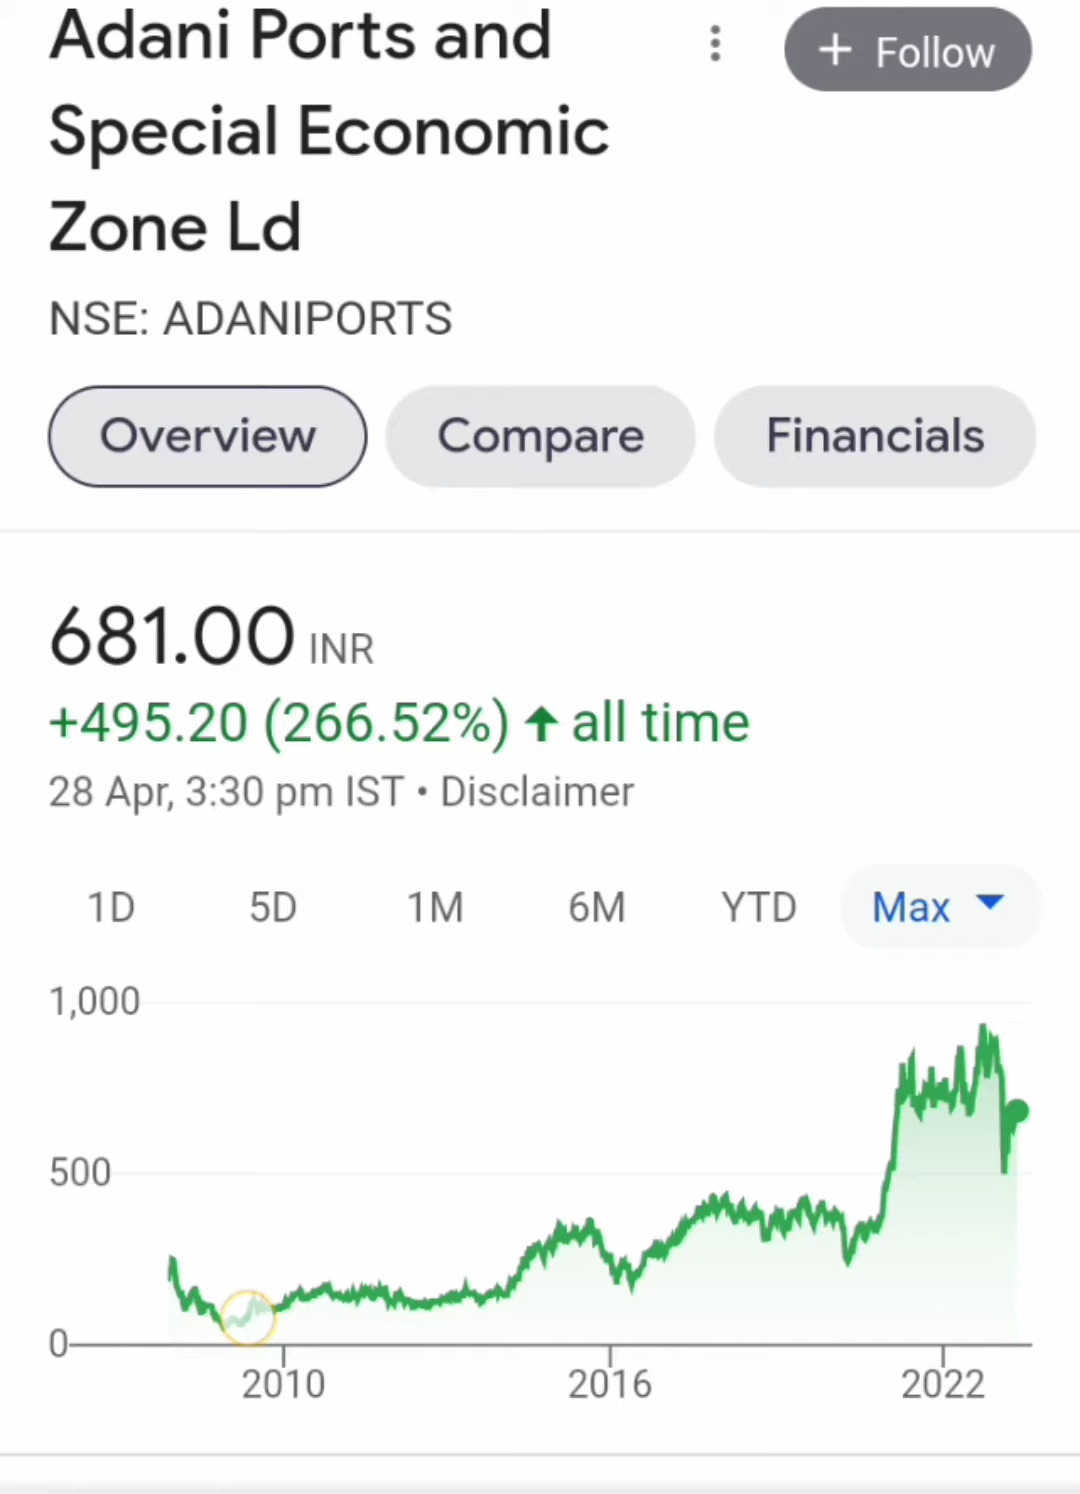 Adani Ports and
Special Economic
Zone Ld
+ Follow
NSE: ADANIPORTS
Overview Compare Financials
681.00 INR
+495.20 (266.52%) ↑ all time
28 Apr, 3:30 pm IST • Disclaimer
1D 5D 1M 6M YTD Max
1,000
500
0
2010 2016 2022